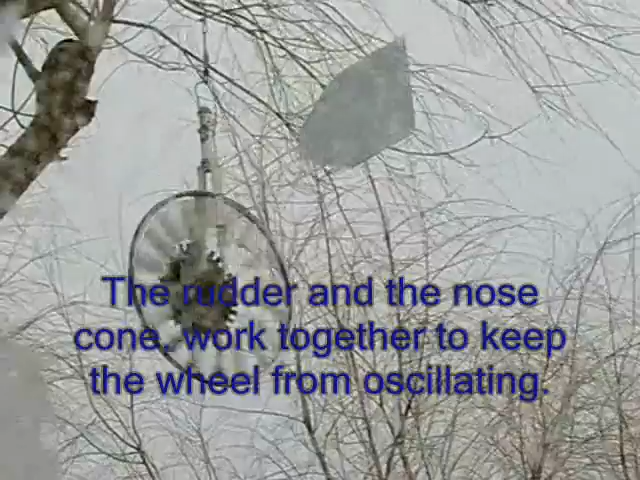 The rudder and the nose
cone. work together to keep
the wheel from oscillating.